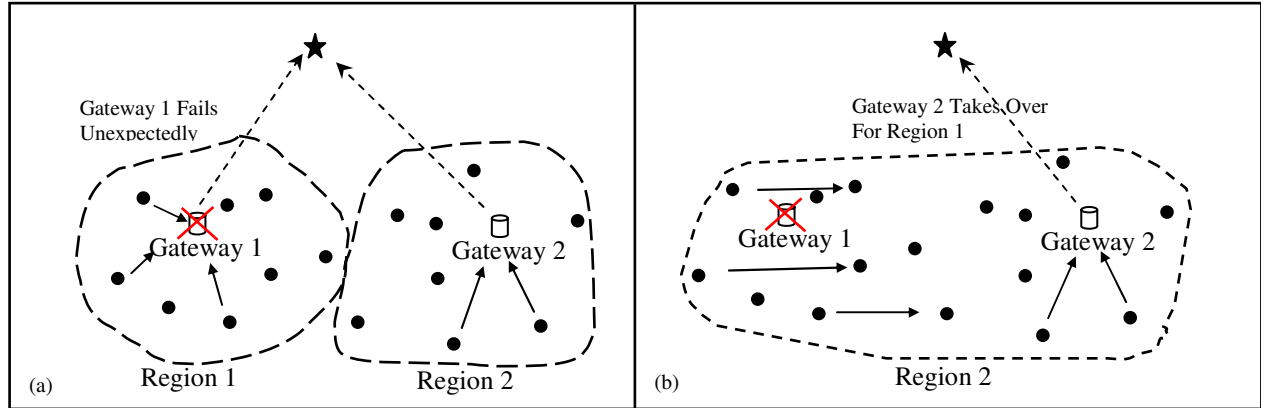 Gateway 1 Fails
Unexpectedly
Gateway 1
Gateway 2
Region 1
Region 2
(a)
Gateway 2 Takes Over
For Region 1
Gateway 1
Gateway 2
Region 2
(b)